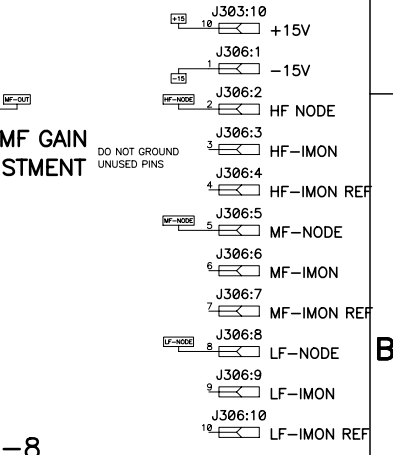 J303:10
+15
10
+15V
J306:1
1
-15V
-15
MF-OUT
J306:2
HF-NODE
2
HF NODE
MF GAIN
STMENT
DO NOT GROUND
UNUSED PINS
J306:3
3
HF-IMON
J306:4
4
HF-IMON REF
J306:5
MF-NODE
5
MF-NODE
J306:6
6
MF-IMON
J306:7
7
MF-IMON REF
J306:8
LF-NODE
8
LF-NODE
B
J306:9
9
LF-IMON
J306:10
10
LF-IMON REF
-8